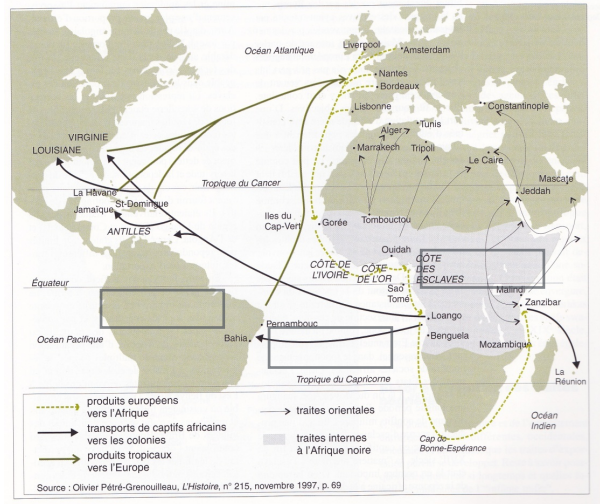 Océan Atlantique
Liverpool
Amsterdam
Nantes
Bordeaux
Lisbonne
Constantinople
Alger
Tunis
Marrakech
Tripoli
Le Caire
Mascate
Jeddah
VIRGINIE
LOUISIANE
Tropique du Cancer
La Havane
St-Domingue
Jamaïque
ANTILLES
Iles du
Cap-Vert
Gorée
Tombouctou
Ouidah
CÔTE DE
L'IVOIRE
CÔTE
DE L'OR
CÔTE
DES
ESCLAVES
Sao
Tomé
Équateur
Malindi
Zanzibar
Loango
Pernambouc
Océan Pacifique
Bahia
Benguela
Mozambique
La
Réunion
Tropique du Capricorne
Océan
Indien
Cap de
Bonne-Espérance
produits européens
vers l'Afrique
transports de captifs africains
vers les colonies
produits tropicaux
vers l'Europe
traites orientales
traites internes
à l'Afrique noire
Source : Olivier Pétré-Grenouilleau, L'Histoire, n° 215, novembre 1997, p. 69